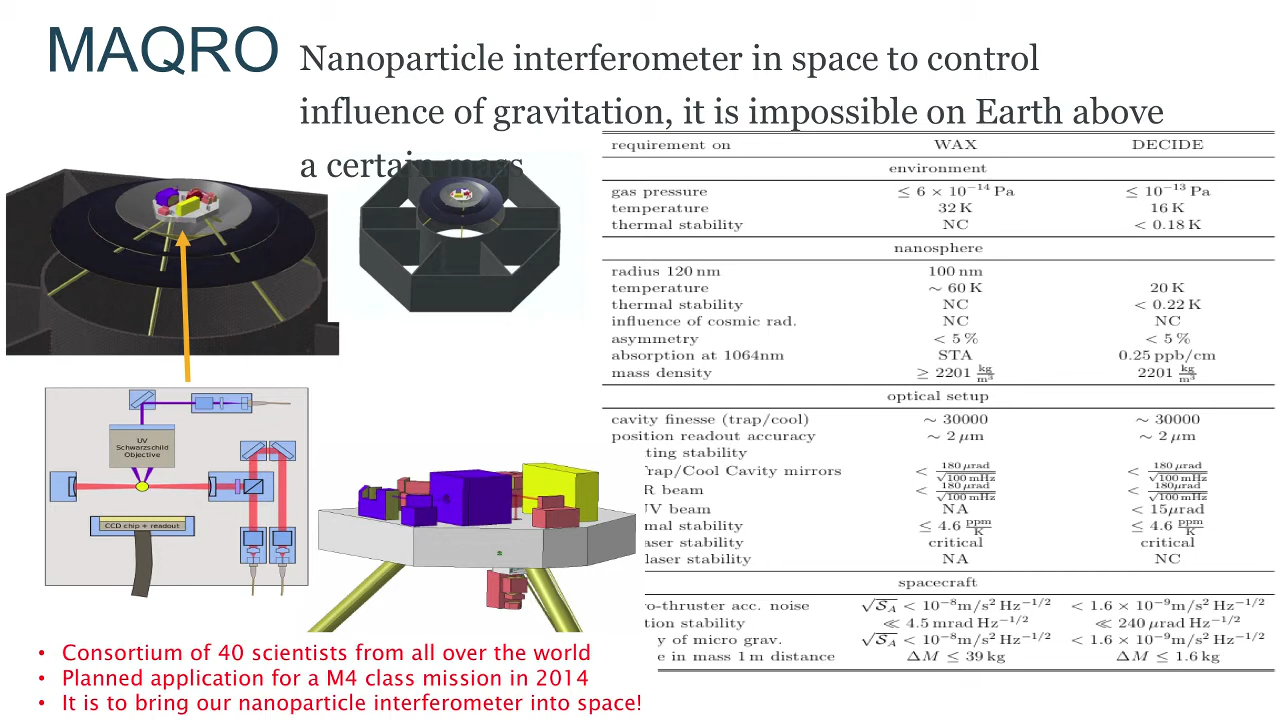 MAQRO
Nanoparticle interferometer in space to control
influence of gravitation, it is impossible on Earth above
a certain mass
requirement on WAX DECIDE
environment
gas pressure ≤ 6 × 10⁻¹⁴ Pa ≤ 10⁻¹³ Pa
temperature 32 K 16 K
thermal stability NC < 0.18 K
nanosphere
radius 120 nm 100 nm
temperature ∼ 60 K 20 K
thermal stability NC < 0.22 K
influence of cosmic rad. NC NC
asymmetry < 5 % < 5 %
absorption at 1064nm STA 0.25 ppb/cm
mass density ≥ 2201 kg/m³ 2201 kg/m³
optical setup
cavity finesse (trap/cool) ∼ 30000 ∼ 30000
position readout accuracy ∼ 2 μm ∼ 2 μm
ting stability
Trap/Cool Cavity mirrors < 180 μrad/√100 mHz < 180 μrad/√100 mHz
R beam < 180 μrad/√100 mHz < 180μrad/√100 mHz
UV beam NA < 15μrad
mal stability ≤ 4.6 ppm/K ≤ 4.6 ppm/K
aser stability critical critical
laser stability NA NC
spacecraft
o-thruster acc. noise √S_A < 10⁻⁸m/s² Hz⁻¹/² < 1.6 × 10⁻⁹m/s² Hz⁻¹/²
tion stability ≪ 4.5 mrad Hz⁻¹/² ≪ 240 μrad Hz⁻¹/²
y of micro grav. √S_A < 10⁻⁸m/s² Hz⁻¹/² < 1.6 × 10⁻⁹m/s² Hz⁻¹/²
e in mass 1 m distance ΔM ≤ 39 kg ΔM ≤ 1.6 kg
UV
Schwarzschild
Objective
CCD chip + readout
• Consortium of 40 scientists from all over the world
• Planned application for a M4 class mission in 2014
• It is to bring our nanoparticle interferometer into space!